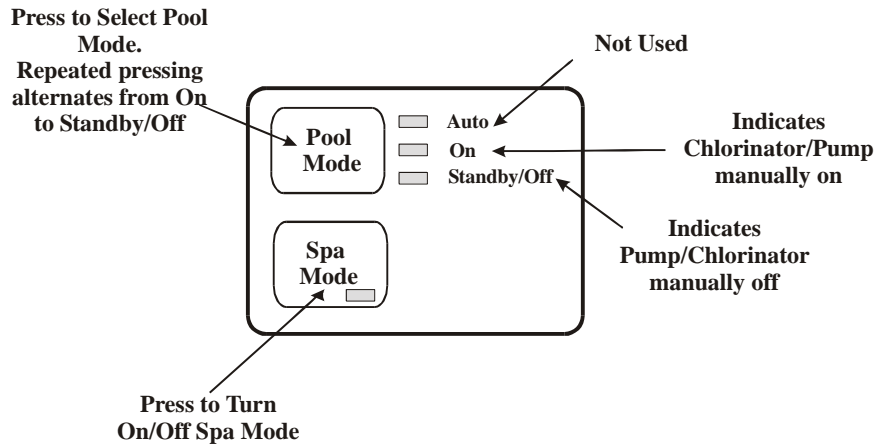 Press to Select Pool
Mode.
Repeated pressing
alternates from On
to Standby/Off
Not Used
Pool
Mode
Auto
On
Standby/Off
Indicates
Chlorinator/Pump
manually on
Indicates
Pump/Chlorinator
manually off
Spa
Mode
Press to Turn
On/Off Spa Mode